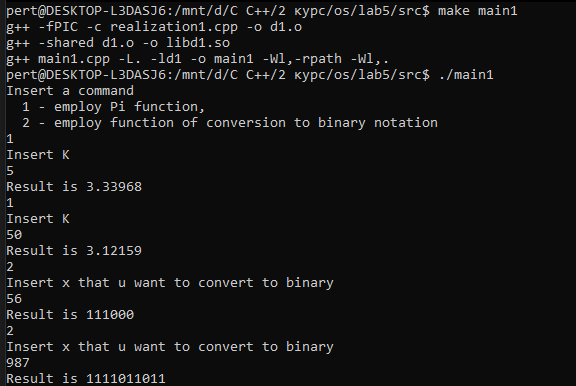 pert@DESKTOP-L3DASJ6:/mnt/d/C C++/2 курс/os/lab5/src$ make main1
g++ -fPIC -c realization1.cpp -o d1.o
g++ -shared d1.o -o libd1.so
g++ main1.cpp -L. -ld1 -o main1 -Wl,-rpath -Wl,.
pert@DESKTOP-L3DASJ6:/mnt/d/C C++/2 курс/os/lab5/src$ ./main1
Insert a command
  1 - employ Pi function,
  2 - employ function of conversion to binary notation
1
Insert K
5
Result is 3.33968
1
Insert K
50
Result is 3.12159
2
Insert x that u want to convert to binary
56
Result is 111000
2
Insert x that u want to convert to binary
987
Result is 1111011011